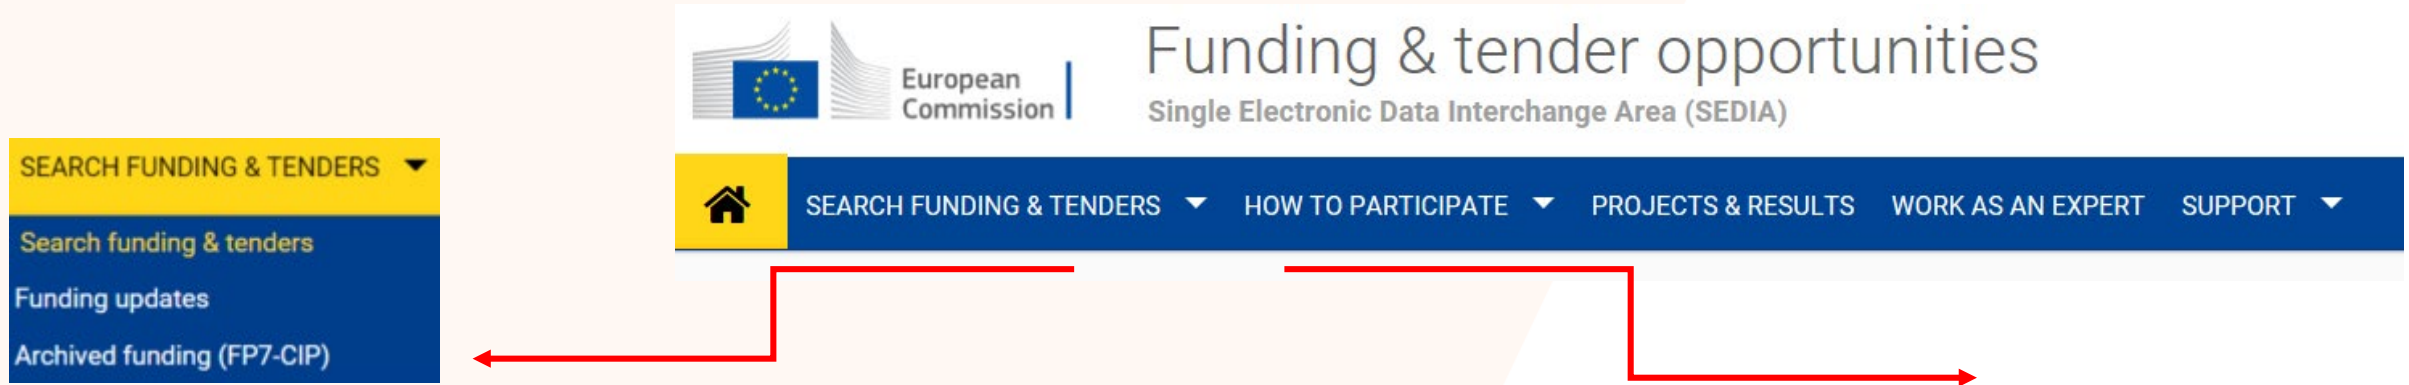 European
Commission
Funding & tender opportunities
Single Electronic Data Interchange Area (SEDIA)
SEARCH FUNDING & TENDERS
HOW TO PARTICIPATE
PROJECTS & RESULTS
WORK AS AN EXPERT
SUPPORT
SEARCH FUNDING & TENDERS
Search funding & tenders
Funding updates
Archived funding (FP7-CIP)